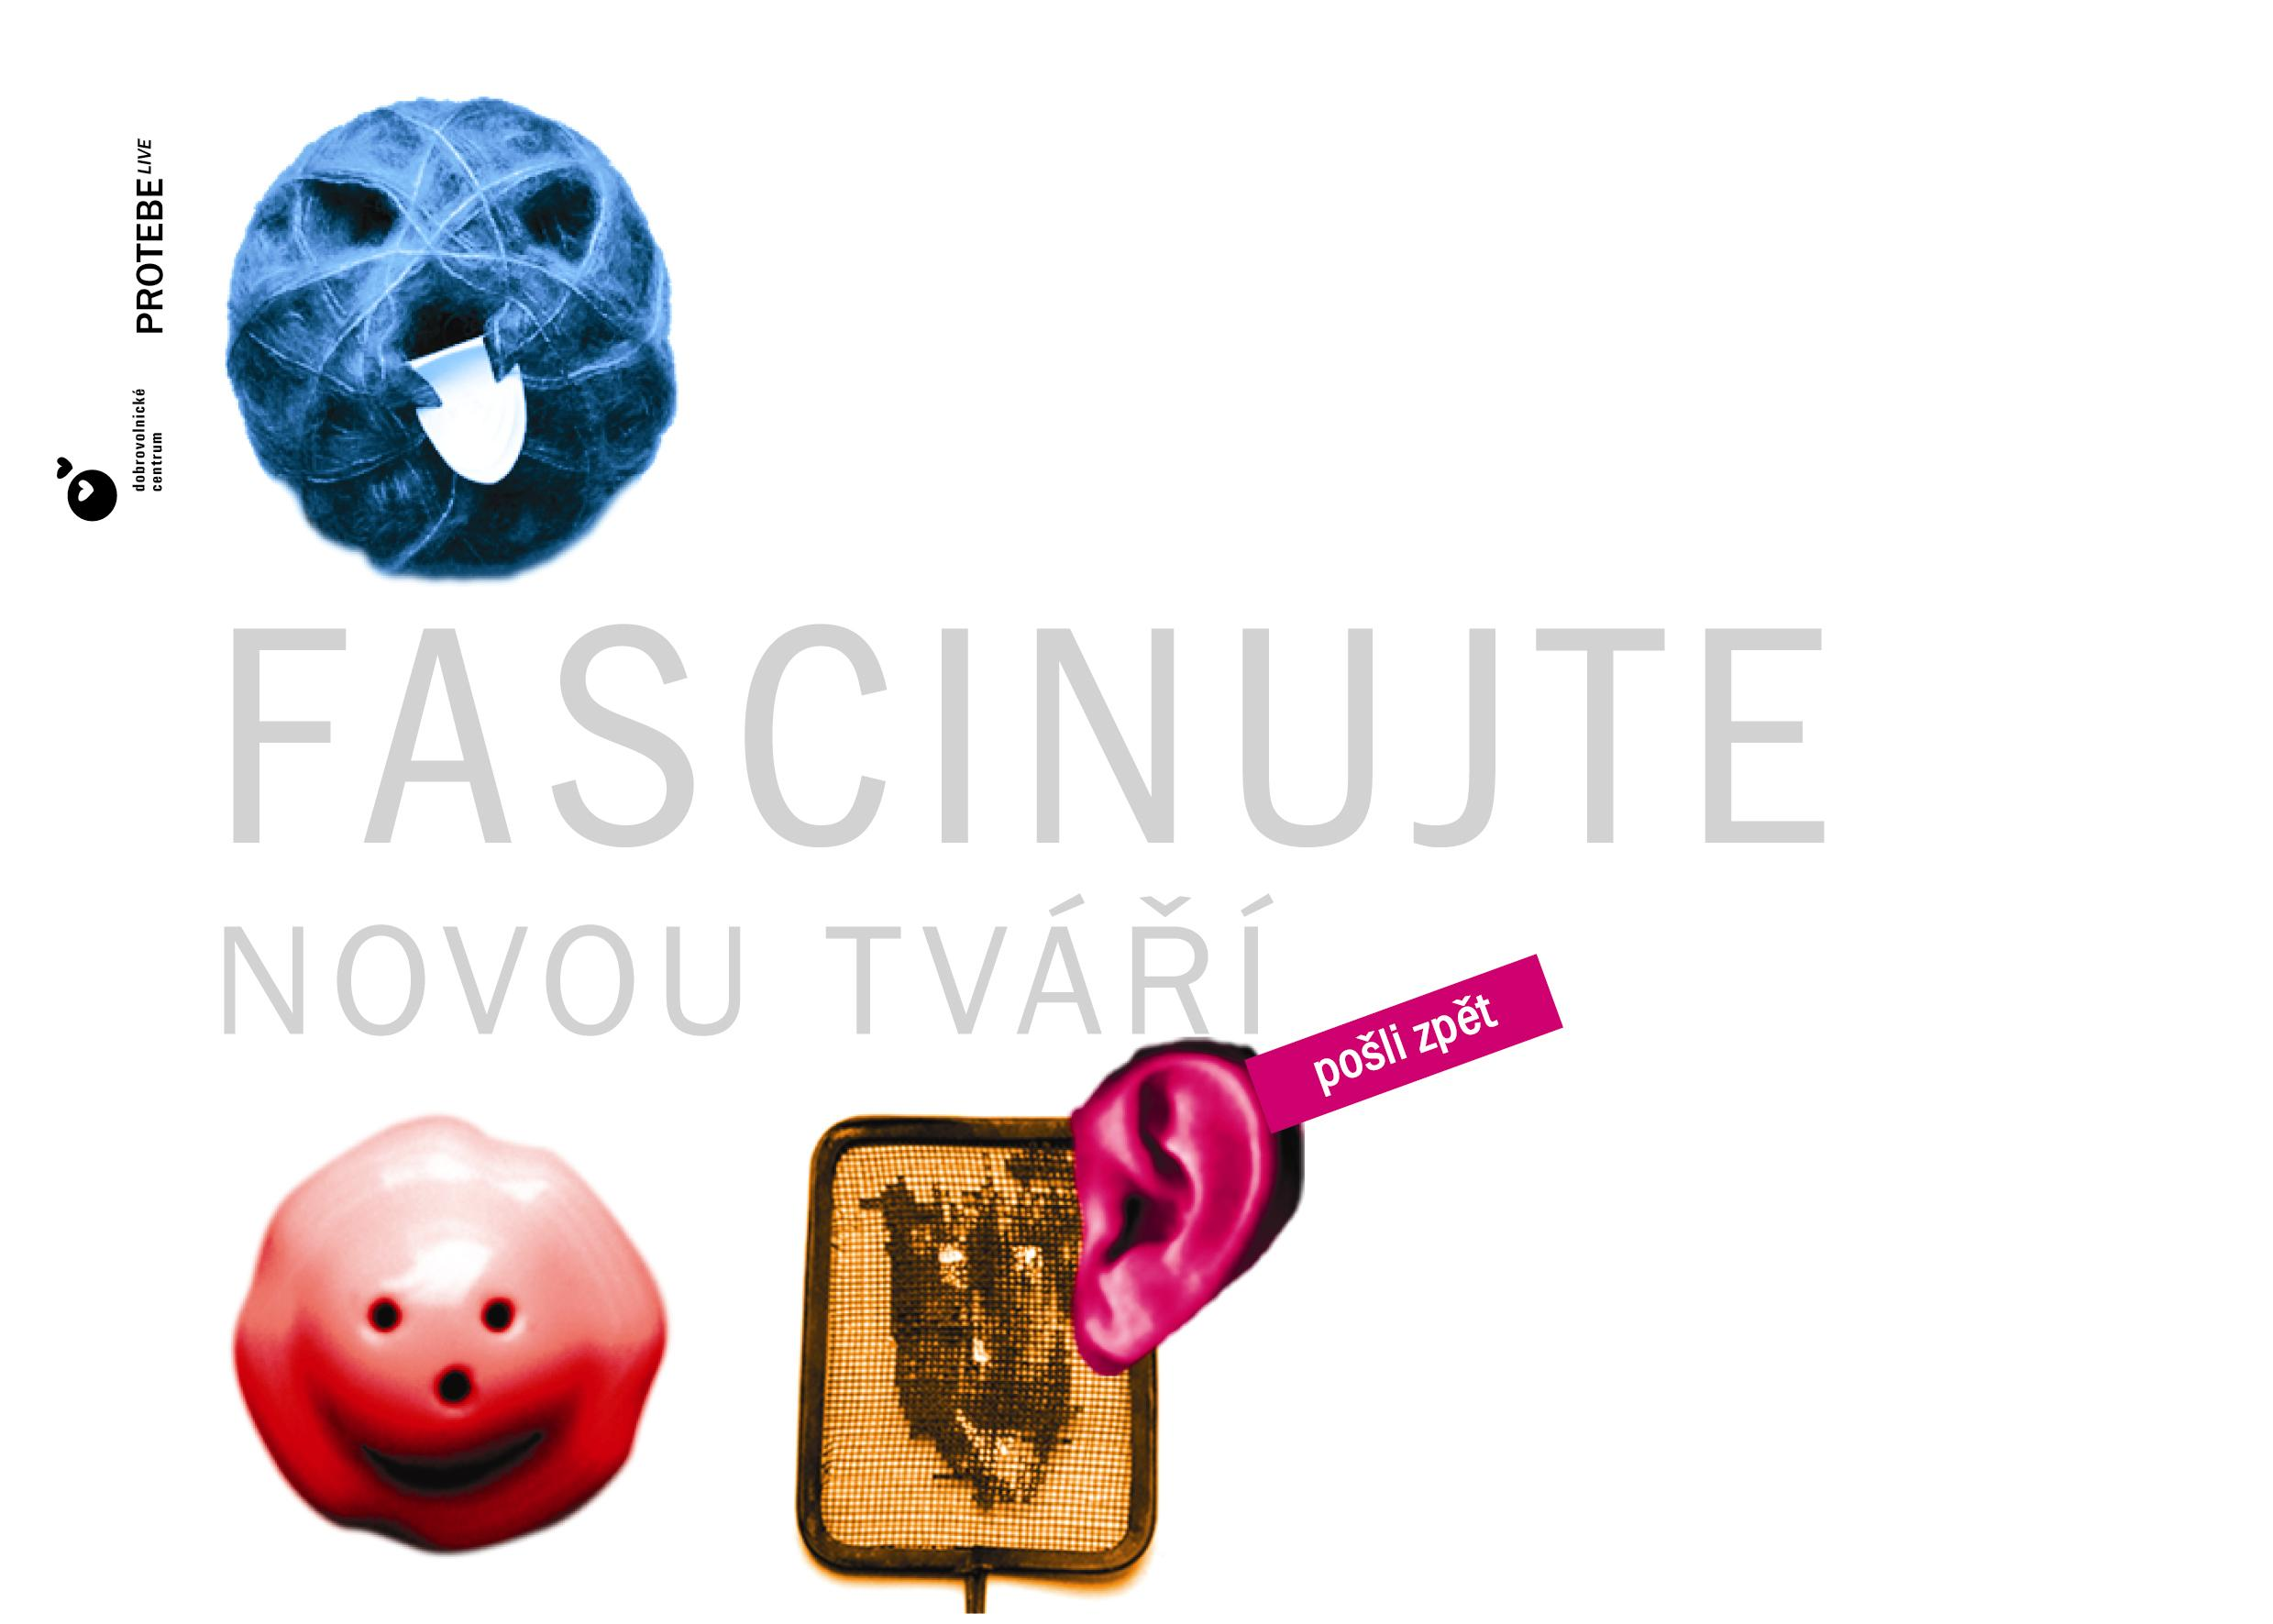 PROTEBE LIVE
dobrovolnické
centrum
FASCINUJTE
NOVOU TVÁŘÍ
pošli zpět